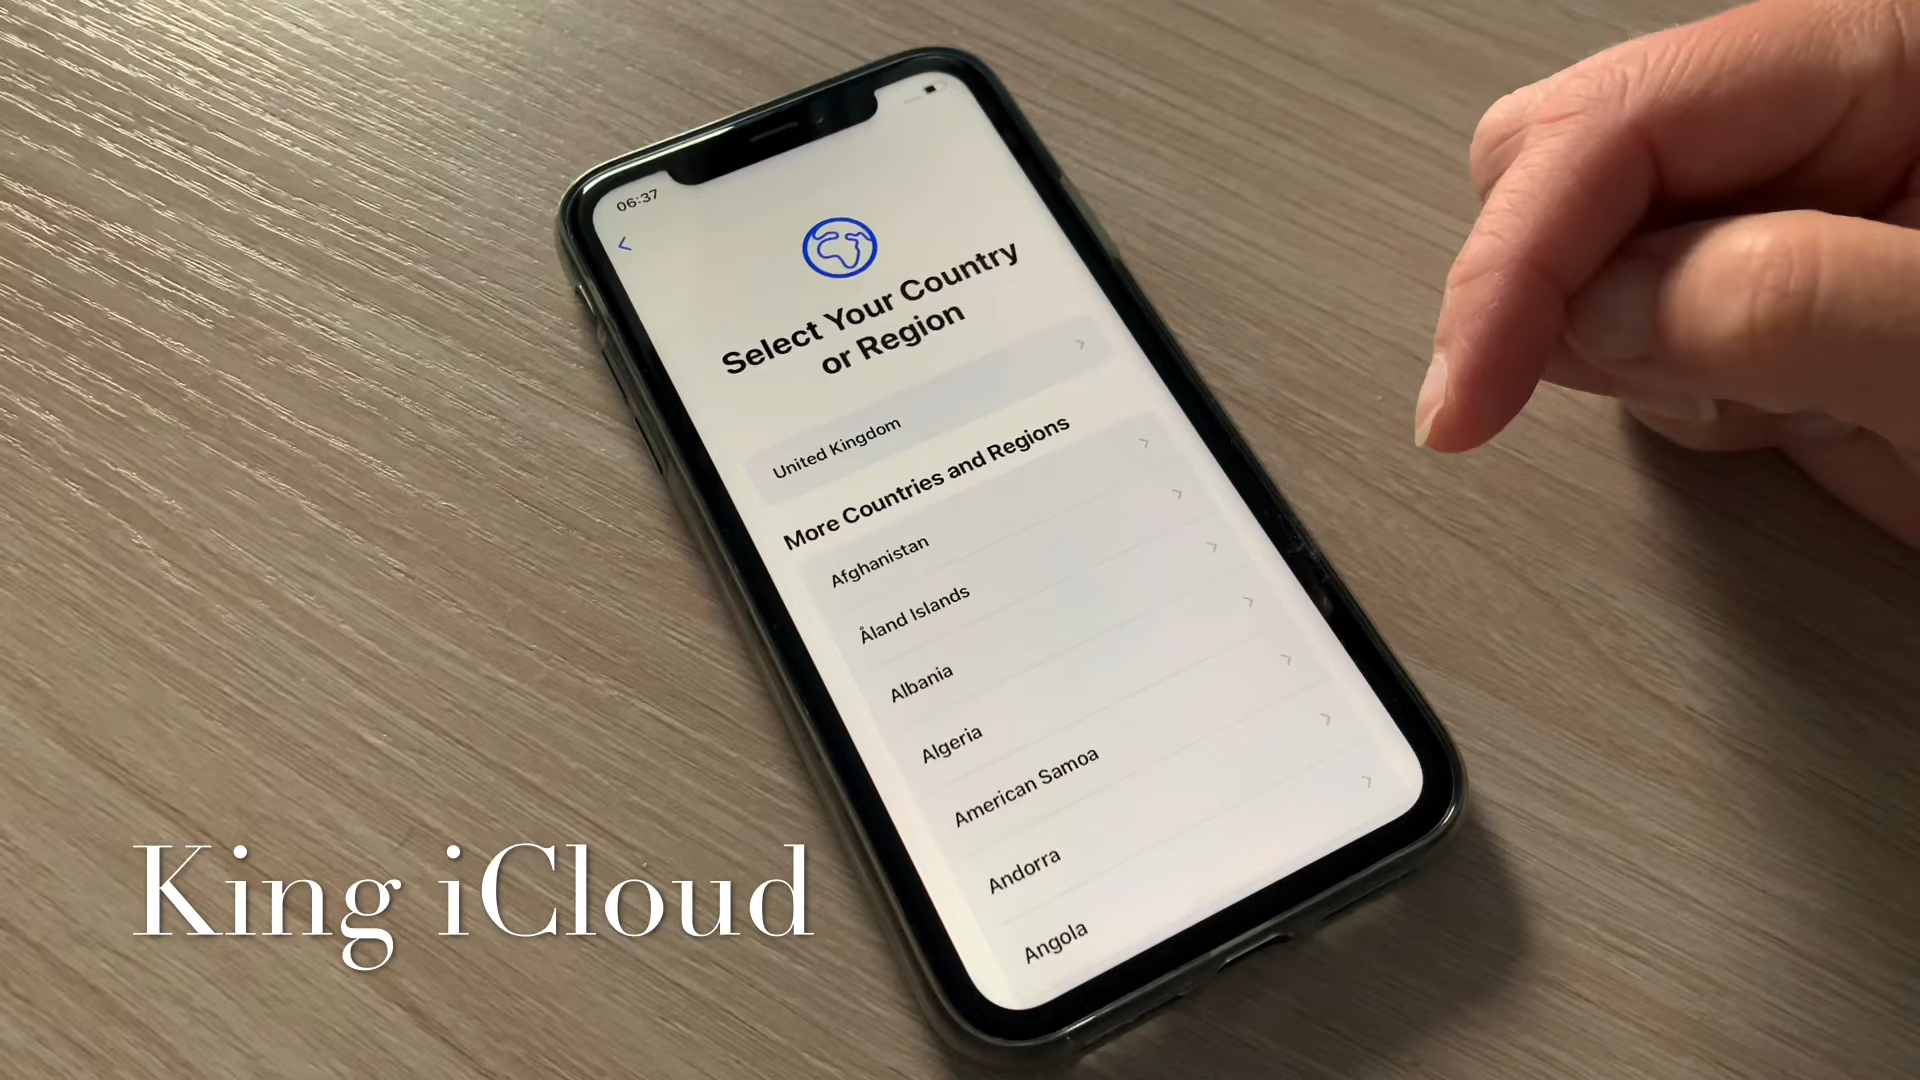 06:37
Select Your Country
or Region
United Kingdom
More Countries and Regions
Afghanistan
Åland Islands
Albania
Algeria
American Samoa
Andorra
Angola
King iCloud